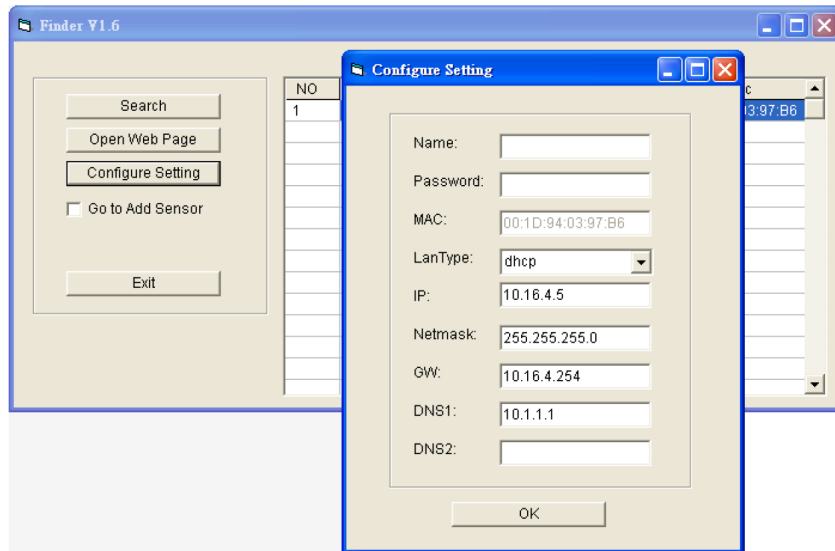 Finder V1.6
Search
Open Web Page
Configure Setting
Go to Add Sensor
Exit
NO
1
c
3:97:B6
Configure Setting
Name:
Password:
MAC: 00:1D:94:03:97:B6
LanType: dhcp
IP: 10.16.4.5
Netmask: 255.255.255.0
GW: 10.16.4.254
DNS1: 10.1.1.1
DNS2:
OK